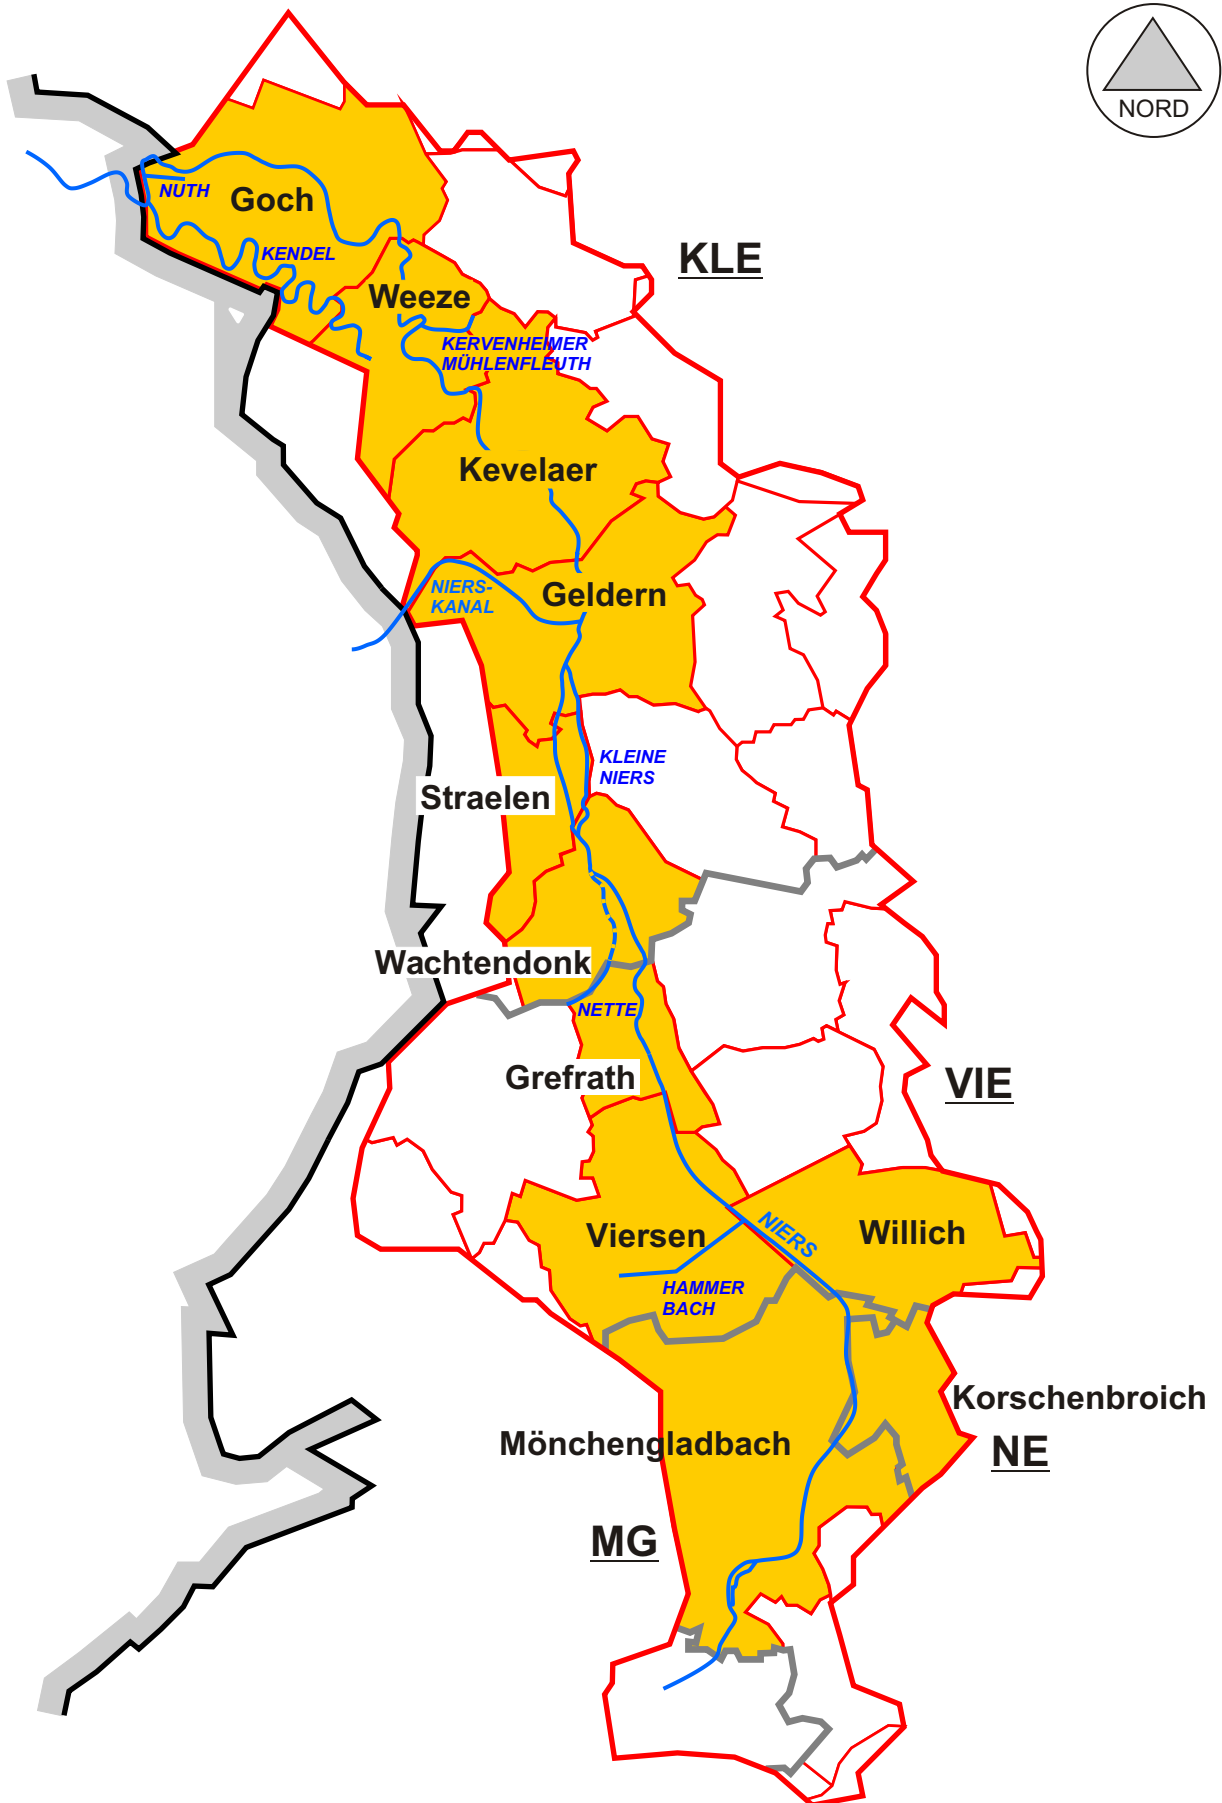 NORD
NUTH
Goch
KENDEL
KLE
Weeze
KERVENHEIMER
MÜHLENFLEUTH
Kevelaer
NIERS-
KANAL
Geldern
KLEINE
NIERS
Straelen
Wachtendonk
NETTE
Grefrath
VIE
Viersen
NIERS
Willich
HAMMER
BACH
Korschenbroich
Mönchengladbach
NE
MG